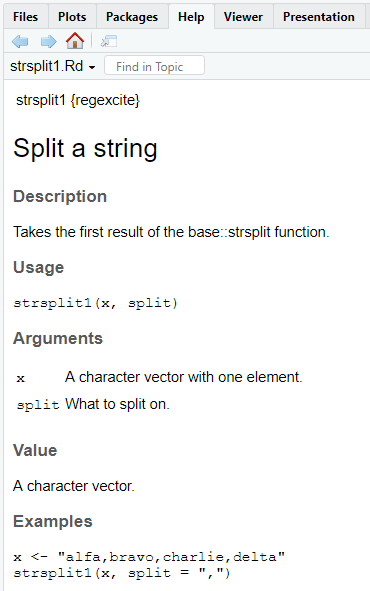 Files Plots Packages Help Viewer Presentation
strsplit1.Rd Find in Topic
strsplit1 {regexcite}
Split a string
Description
Takes the first result of the base::strsplit function.
Usage
strsplit1(x, split)
Arguments
x A character vector with one element.
split What to split on.
Value
A character vector.
Examples
x <- "alfa,bravo,charlie,delta"
strsplit1(x, split = ",")